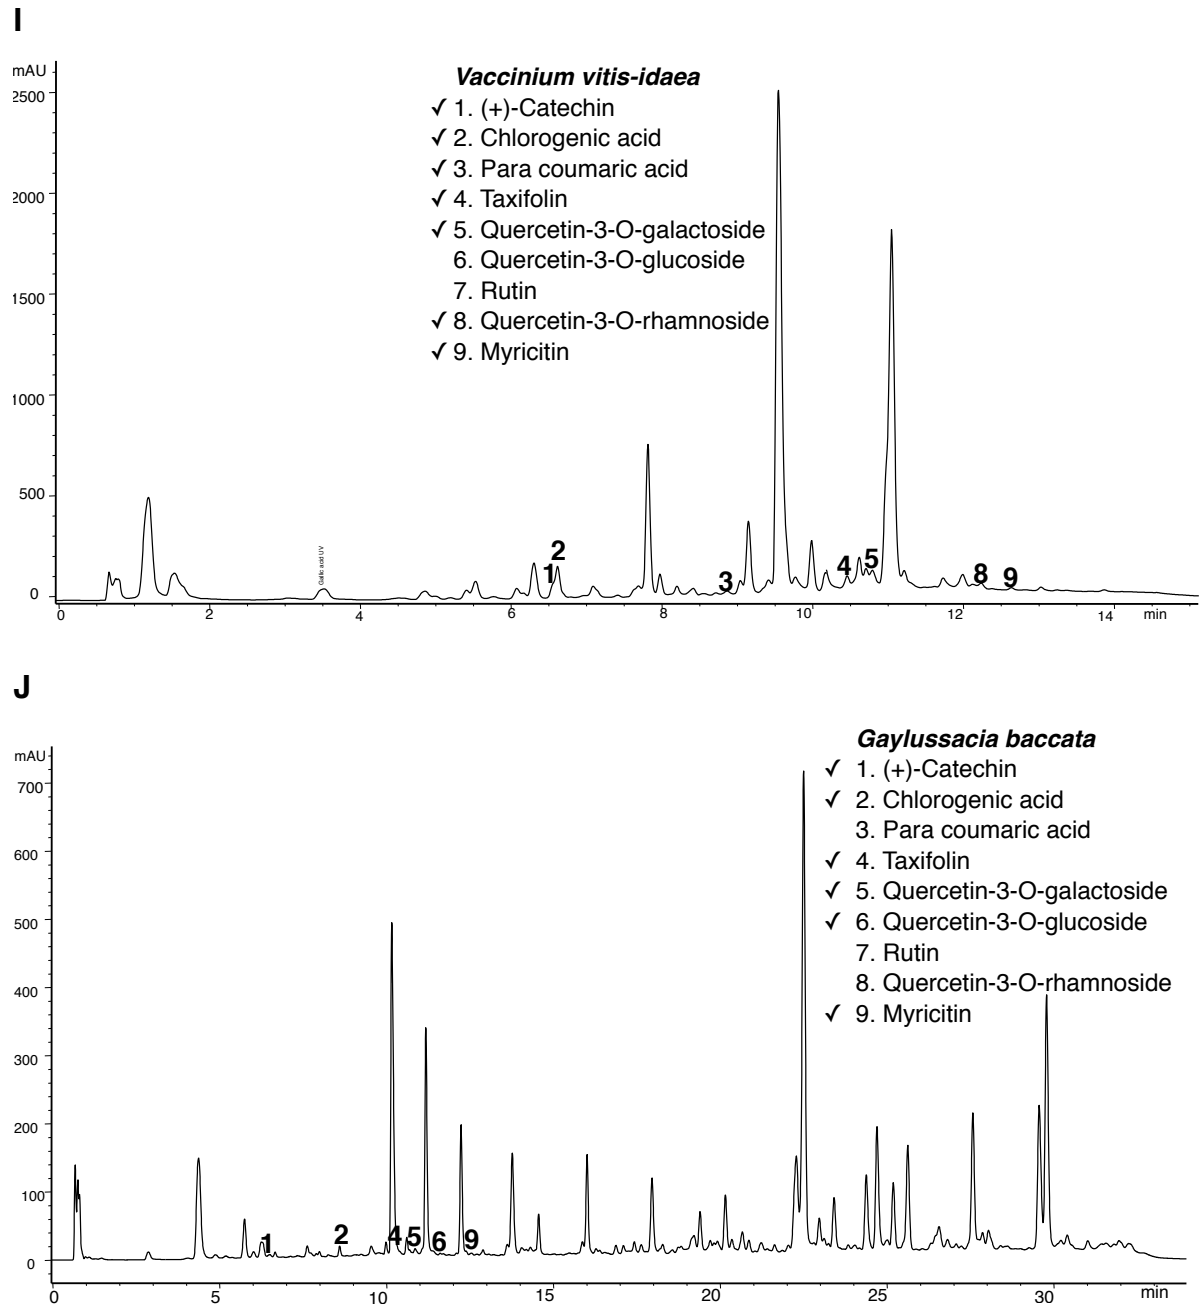 I
mAU
Vaccinium vitis-idaea
2500
✓ 1. (+)-Catechin
✓ 2. Chlorogenic acid
✓ 3. Para coumaric acid
2000
✓ 4. Taxifolin
✓ 5. Quercetin-3-O-galactoside
6. Quercetin-3-O-glucoside
1500
7. Rutin
✓ 8. Quercetin-3-O-rhamnoside
✓ 9. Myricitin
1000
500
Gallic acid UV
1 2 3 4 5 8 9
0
0 2 4 6 8 10 12 14 min
J
Gaylussacia baccata
mAU
✓ 1. (+)-Catechin
700
✓ 2. Chlorogenic acid
3. Para coumaric acid
600
✓ 4. Taxifolin
✓ 5. Quercetin-3-O-galactoside
500
✓ 6. Quercetin-3-O-glucoside
7. Rutin
400
8. Quercetin-3-O-rhamnoside
✓ 9. Myricitin
300
200
100
1 2 4 5 6 9
0
0 5 10 15 20 25 30 min